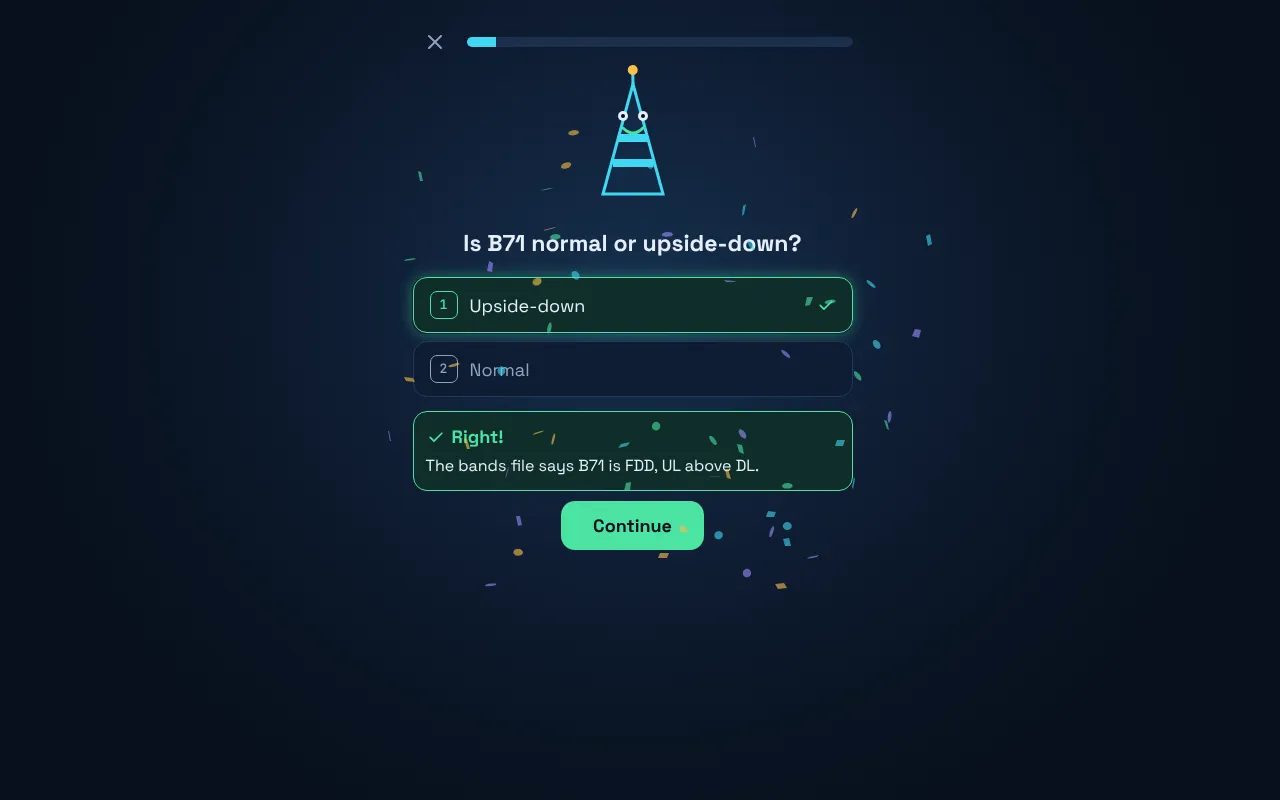 Is B71 normal or upside-down?
1 Upside-down
2 Normal
Right!
The bands file says B71 is FDD, UL above DL.
Continue